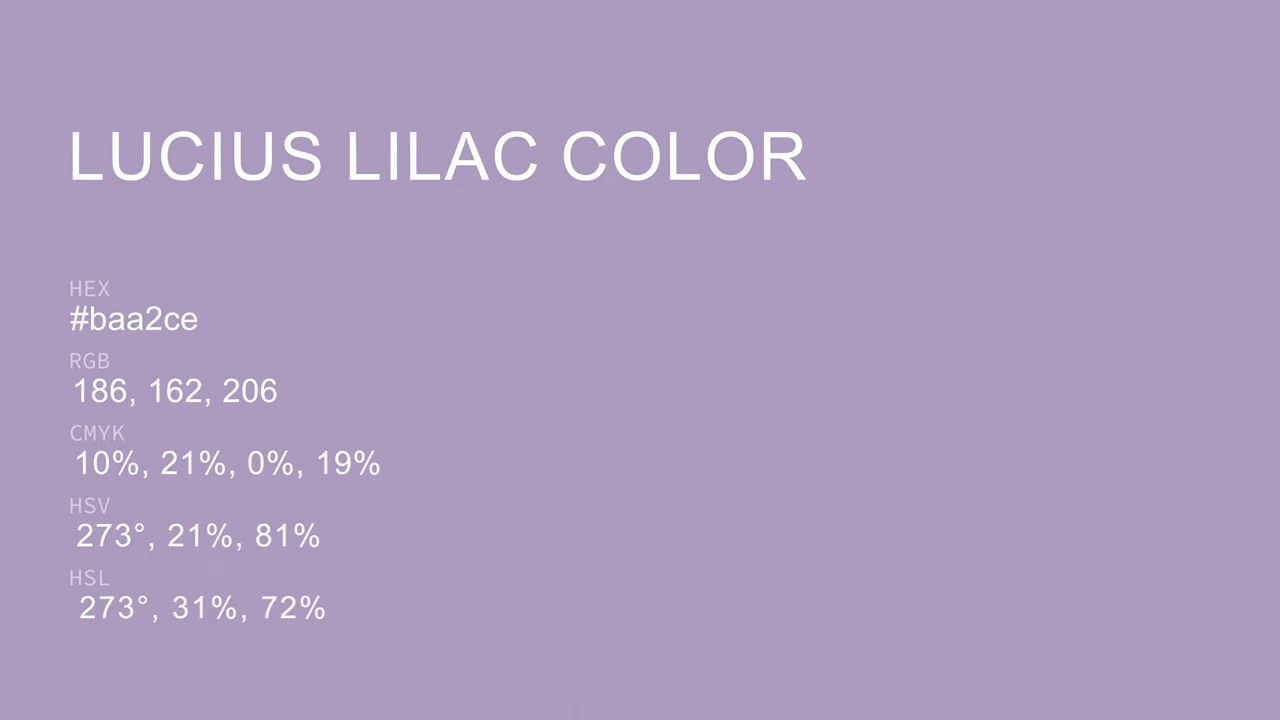 LUCIUS LILAC COLOR
HEX
#baa2ce
RGB
186, 162, 206
CMYK
10%, 21%, 0%, 19%
HSV
273°, 21%, 81%
HSL
273°, 31%, 72%